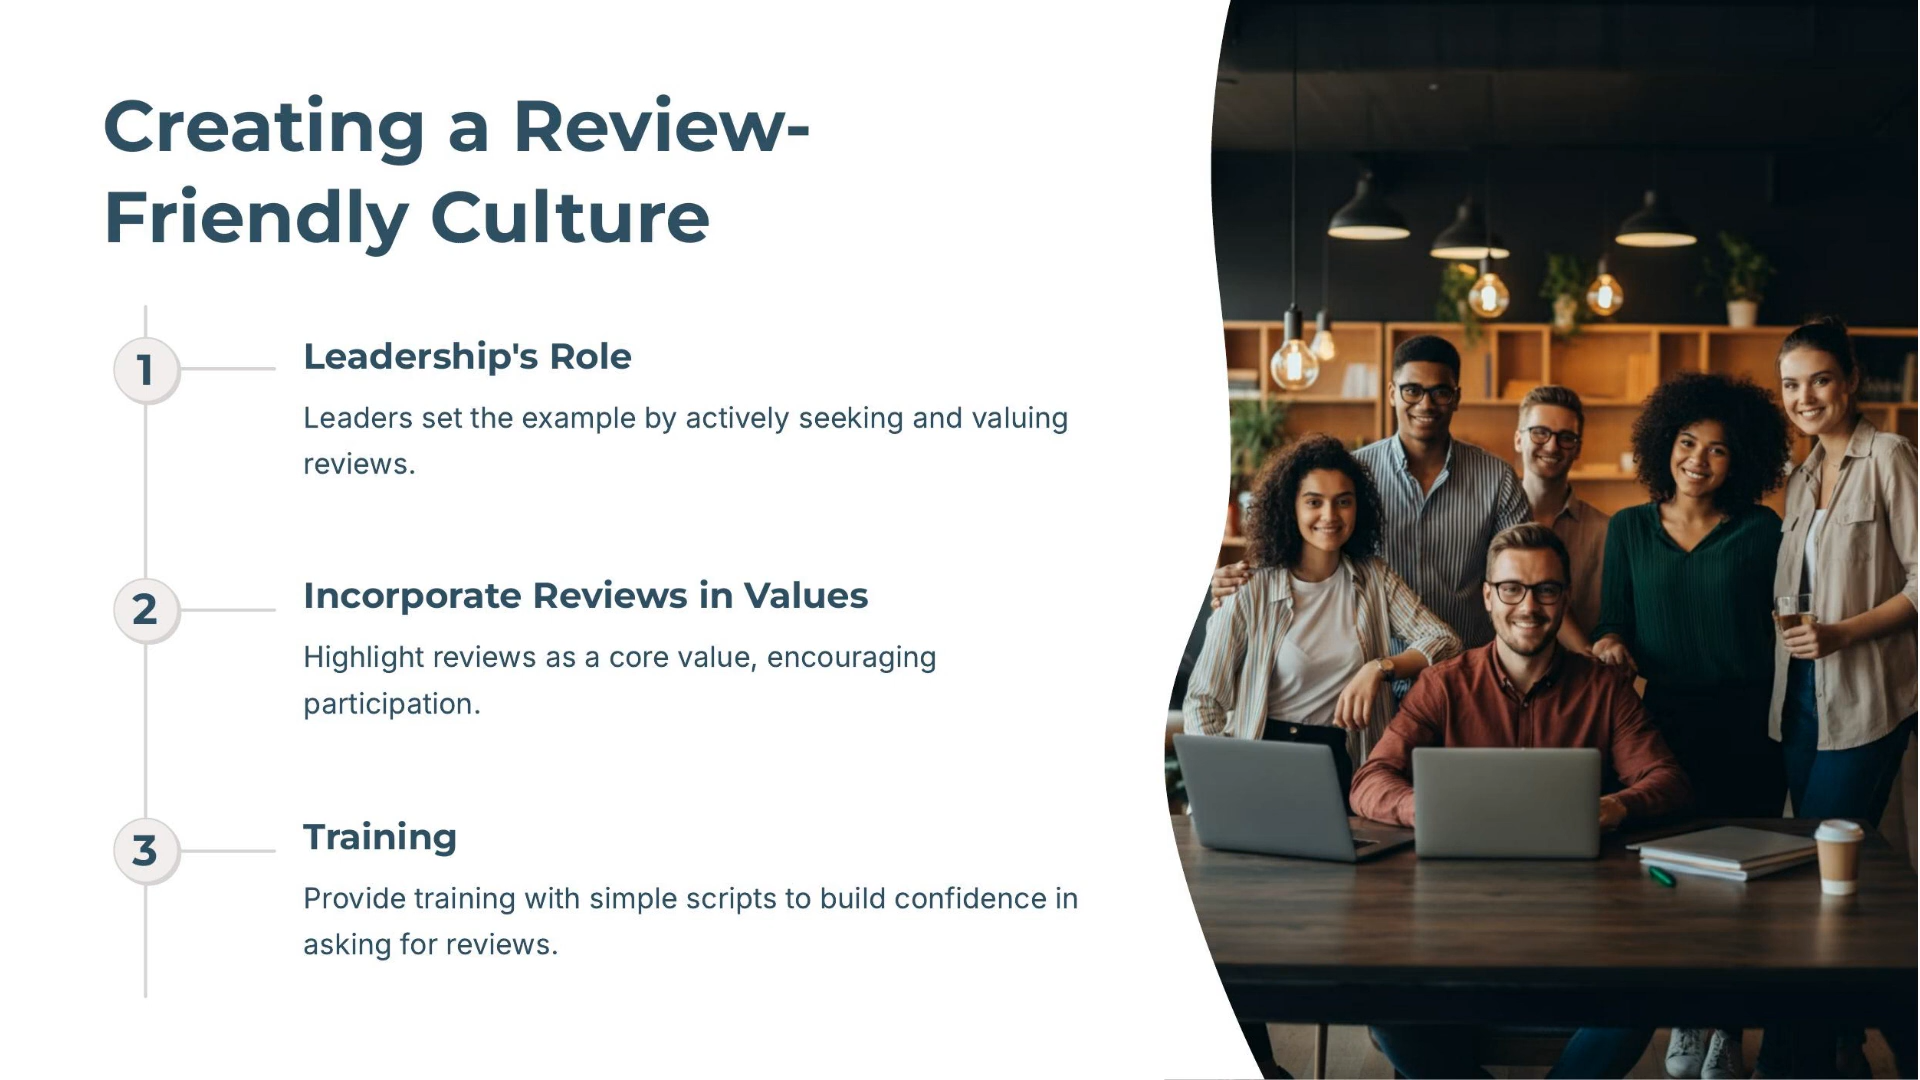 Creating a Review-
Friendly Culture
1
Leadership's Role
Leaders set the example by actively seeking and valuing
reviews.
2
Incorporate Reviews in Values
Highlight reviews as a core value, encouraging
participation.
3
Training
Provide training with simple scripts to build confidence in
asking for reviews.